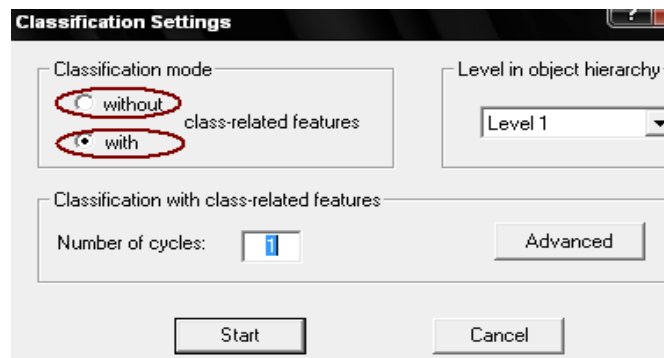 Classification Settings
?
Classification mode
Level in object hierarchy
without
class-related features
with
Level 1
Classification with class-related features
Number of cycles:
1
Advanced
Start
Cancel